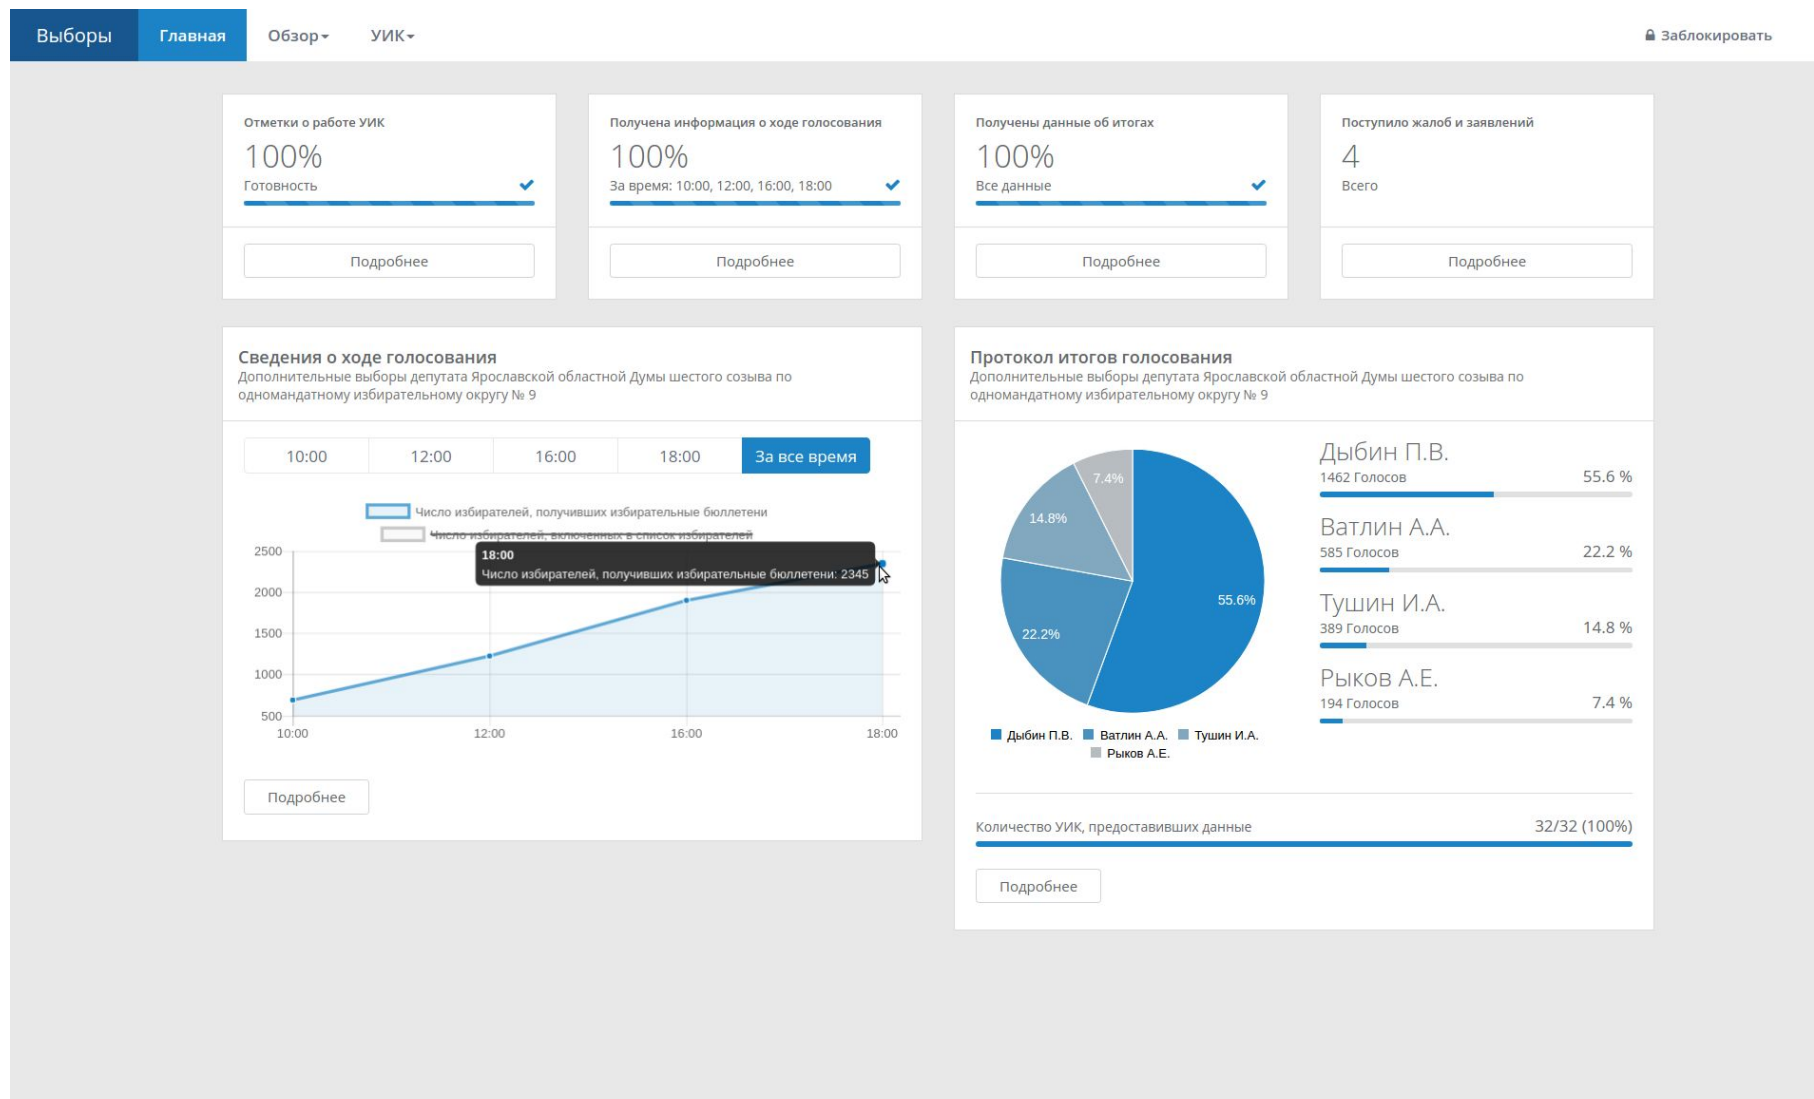 Выборы
Главная
Обзор
УИК
Заблокировать
Отметки о работе УИК
100%
Готовность
Подробнее
Получена информация о ходе голосования
100%
За время: 10:00, 12:00, 16:00, 18:00
Подробнее
Получены данные об итогах
100%
Все данные
Подробнее
Поступило жалоб и заявлений
4
Всего
Подробнее
Сведения о ходе голосования
Дополнительные выборы депутата Ярославской областной Думы шестого созыва по
одномандатному избирательному округу № 9
10:00 12:00 16:00 18:00 За все время
Число избирателей, получивших избирательные бюллетени
Число избирателей, включенных в список избирателей
18:00
Число избирателей, получивших избирательные бюллетени: 2345
2500
2000
1500
1000
500
10:00 12:00 16:00 18:00
Подробнее
Протокол итогов голосования
Дополнительные выборы депутата Ярославской областной Думы шестого созыва по
одномандатному избирательному округу № 9
7.4%
14.8%
55.6%
22.2%
Дыбин П.В. Ватлин А.А. Тушин И.А.
Рыков А.Е.
Дыбин П.В.
1462 Голосов 55.6 %
Ватлин А.А.
585 Голосов 22.2 %
Тушин И.А.
389 Голосов 14.8 %
Рыков А.Е.
194 Голосов 7.4 %
Количество УИК, предоставивших данные 32/32 (100%)
Подробнее